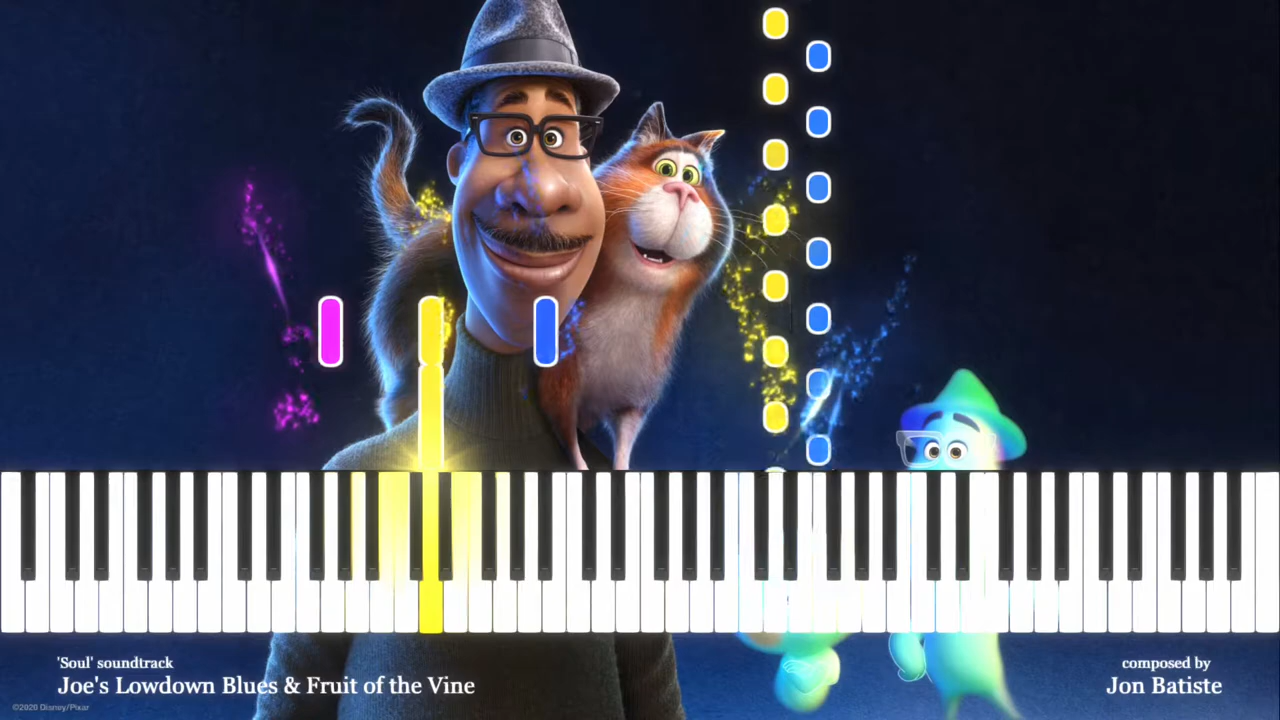 'Soul' soundtrack
Joe's Lowdown Blues & Fruit of the Vine
©2020 Disney/Pixar
composed by
Jon Batiste